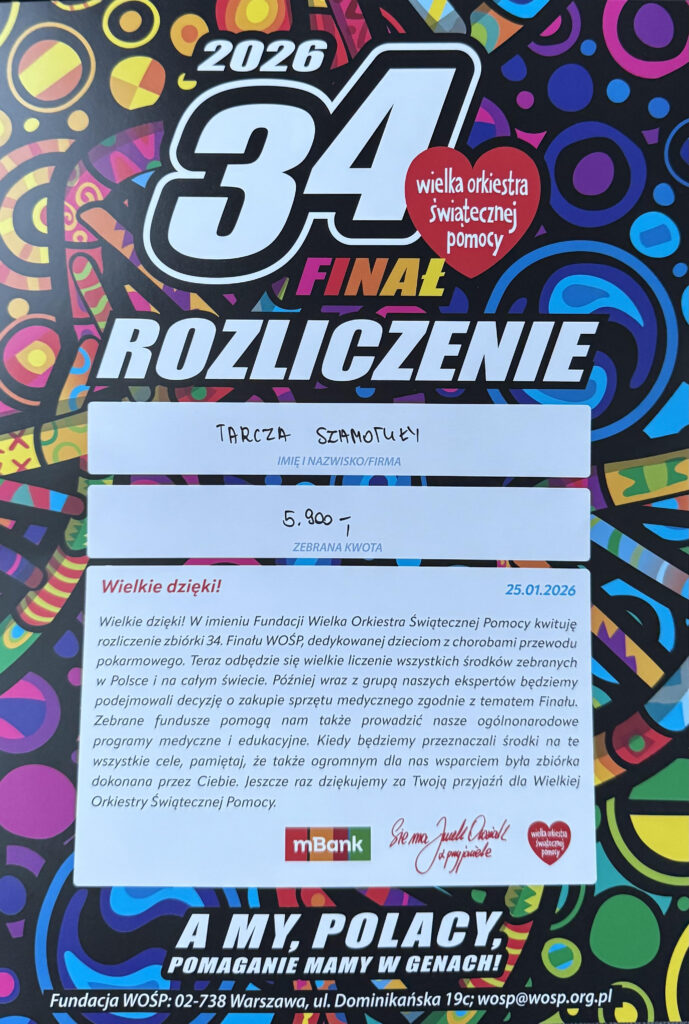 2026
34
wielka orkiestra
świątecznej
pomocy
FINAŁ
ROZLICZENIE
TARCZA SZAMOTUŁY
IMIĘ I NAZWISKO/FIRMA
5.900,-
ZEBRANA KWOTA
Wielkie dzięki!
25.01.2026
Wielkie dzięki! W imieniu Fundacji Wielka Orkiestra Świątecznej Pomocy kwituję
rozliczenie zbiórki 34. Finału WOŚP, dedykowanej dzieciom z chorobami przewodu
pokarmowego. Teraz odbędzie się wielkie liczenie wszystkich środków zebranych
w Polsce i na całym świecie. Później wraz z grupą naszych ekspertów będziemy
podejmowali decyzję o zakupie sprzętu medycznego zgodnie z tematem Finału.
Zebrane fundusze pomogą nam także prowadzić nasze ogólnonarodowe
programy medyczne i edukacyjne. Kiedy będziemy przeznaczali środki na te
wszystkie cele, pamiętaj, że także ogromnym dla nas wsparciem była zbiórka
dokonana przez Ciebie. Jeszcze raz dziękujemy za Twoją przyjaźń dla Wielkiej
Orkiestry Świątecznej Pomocy.
mBank
Siema Jurek Owsiak
z przyjaciele
wielka orkiestra
świątecznej
pomocy
A MY, POLACY,
POMAGANIE MAMY W GENACH!
Fundacja WOŚP: 02-738 Warszawa, ul. Dominikańska 19c; wosp@wosp.org.pl